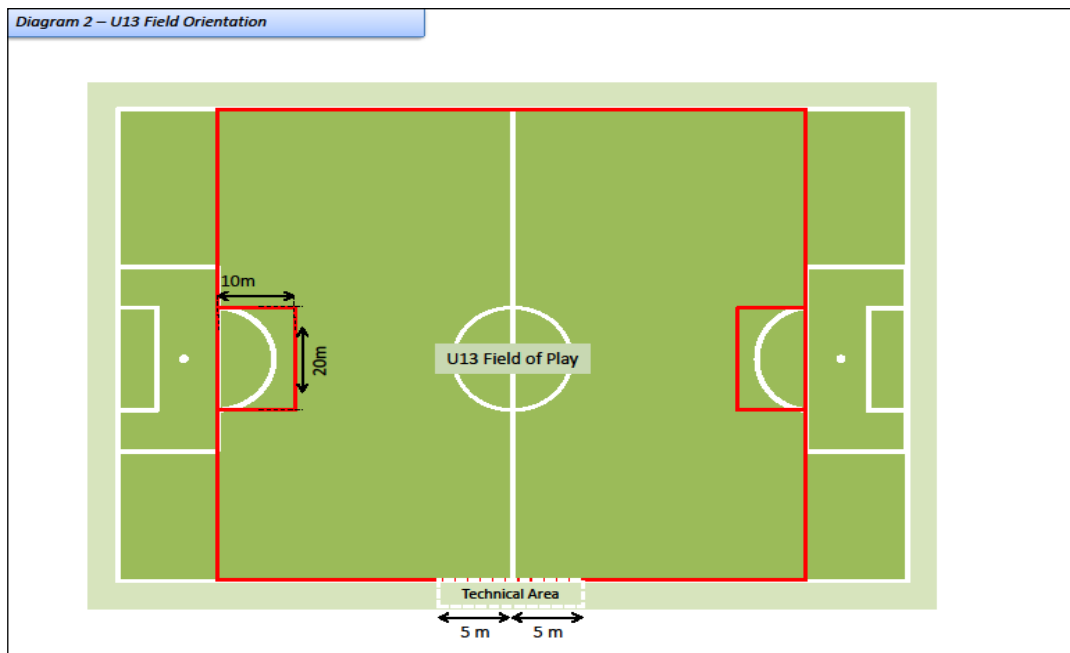 Diagram 2 – U13 Field Orientation
10m
20m
U13 Field of Play
Technical Area
5 m
5 m